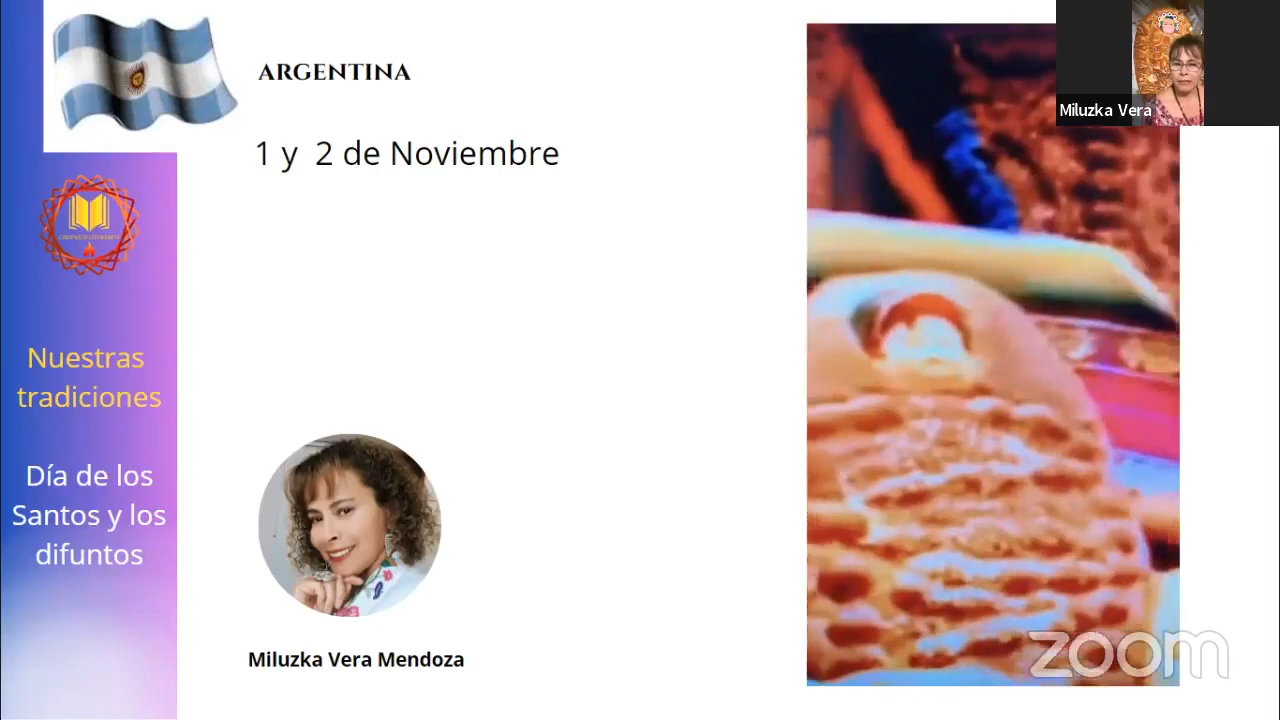 ARGENTINA
1 y 2 de Noviembre
Miluzka Vera
Nuestras
tradiciones
Día de los
Santos y los
difuntos
Miluzka Vera Mendoza
zoom